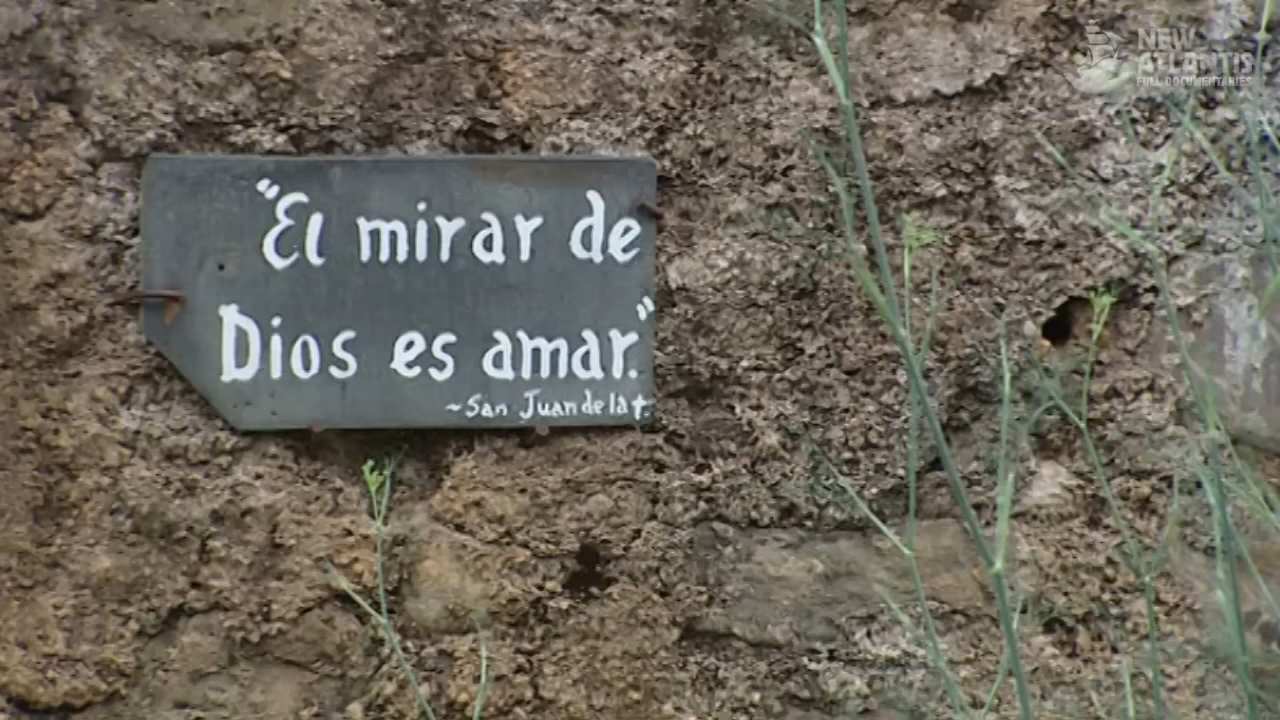 "El mirar de
Dios es amar."
~San Juan de la †.
NEW
ATLANTIS
FULL DOCUMENTARIES